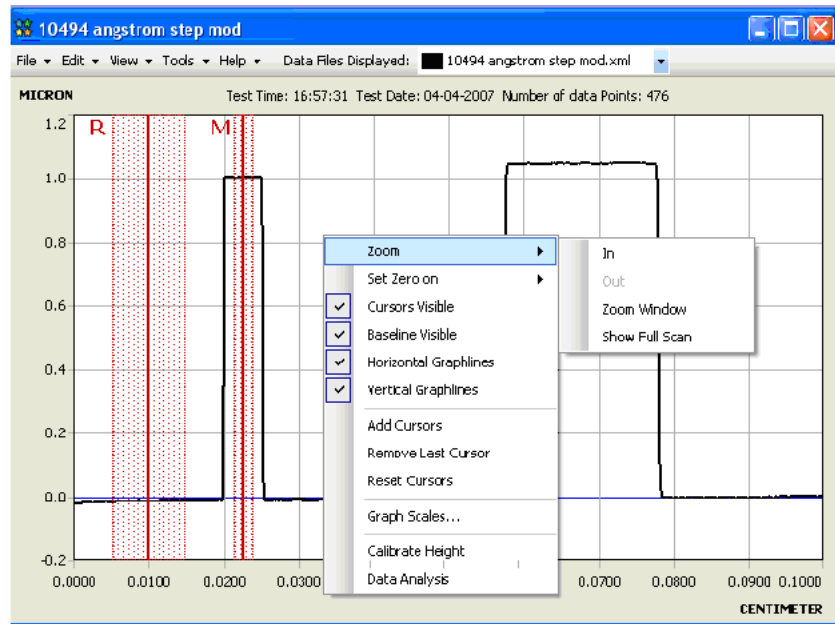 10494 angstrom step mod
File Edit View Tools Help Data Files Displayed: 10494 angstrom step mod.xml
MICRON Test Time: 16:57:31 Test Date: 04-04-2007 Number of data Points: 476
1.2 R M
1.0
0.8
Zoom In
Set Zero on Out
0.6 Cursors Visible Zoom Window
Baseline Visible Show Full Scan
Horizontal Graphlines
0.4 Vertical Graphlines
Add Cursors
0.2 Remove Last Cursor
Reset Cursors
0.0
Graph Scales...
Calibrate Height
-0.2
Data Analysis
0.0000 0.0100 0.0200 0.0300 0.0700 0.0800 0.0900 0.1000
CENTIMETER